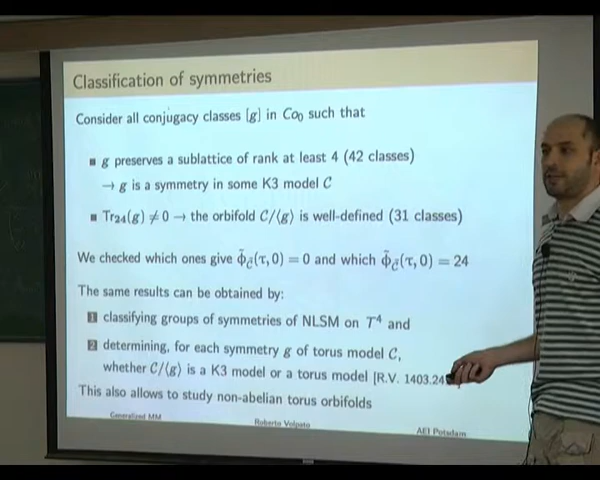 Classification of symmetries
Consider all conjugacy classes [g] in Co₀ such that
■ g preserves a sublattice of rank at least 4 (42 classes)
→ g is a symmetry in some K3 model C
■ Tr₂₄(g) ≠ 0 → the orbifold C/⟨g⟩ is well-defined (31 classes)
We checked which ones give ϕ̃_C̃(τ, 0) = 0 and which ϕ̃_C̃(τ, 0) = 24
The same results can be obtained by:
1 classifying groups of symmetries of NLSM on T⁴ and
2 determining, for each symmetry g of torus model C,
whether C/⟨g⟩ is a K3 model or a torus model [R.V. 1403.24
This also allows to study non-abelian torus orbifolds
Generalized MM Roberto Volpato AEI Potsdam